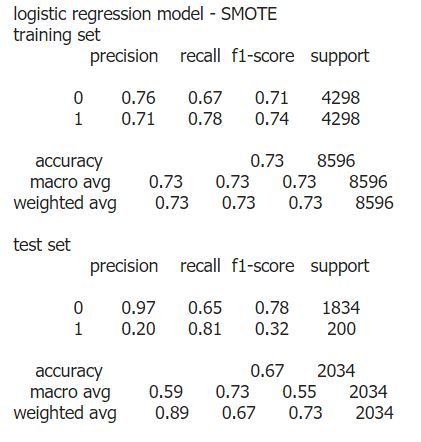 logistic regression model - SMOTE
training set
precision recall f1-score support
0 0.76 0.67 0.71 4298
1 0.71 0.78 0.74 4298
accuracy 0.73 8596
macro avg 0.73 0.73 0.73 8596
weighted avg 0.73 0.73 0.73 8596
test set
precision recall f1-score support
0 0.97 0.65 0.78 1834
1 0.20 0.81 0.32 200
accuracy 0.67 2034
macro avg 0.59 0.73 0.55 2034
weighted avg 0.89 0.67 0.73 2034